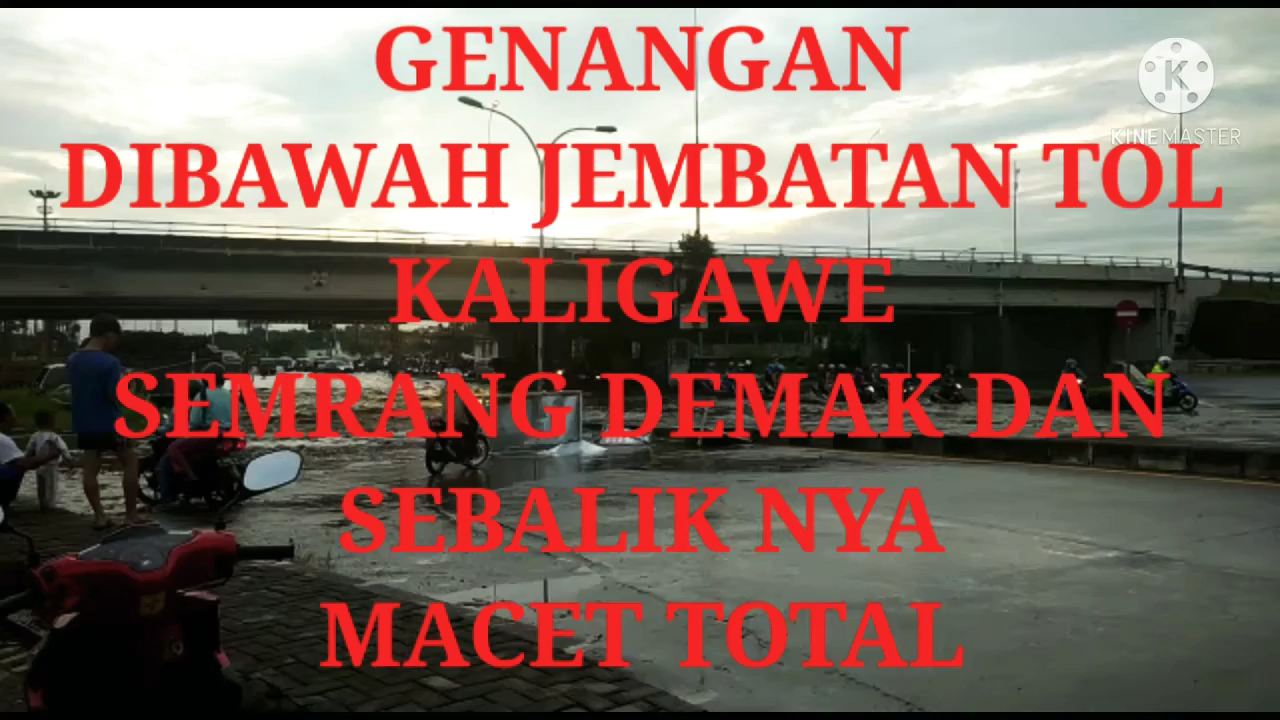 GENANGAN
DIBAWAH JEMBATAN TOL
KALIGAWE
SEMRANG DEMAK DAN
SEBALIK NYA
MACET TOTAL
K
KINEMASTER